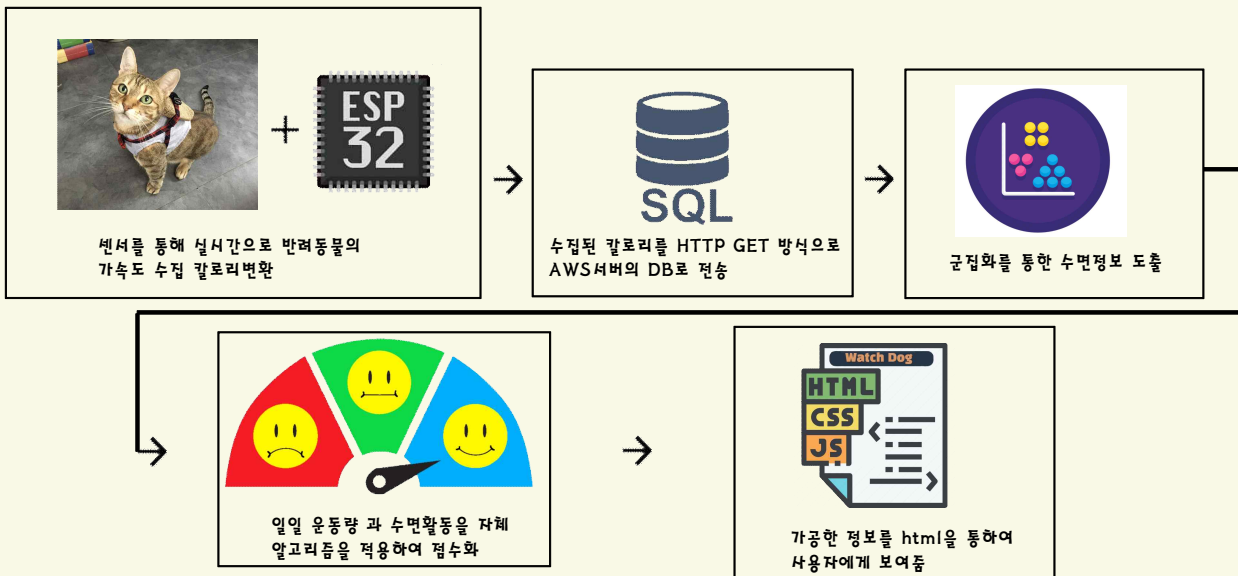 ESP
32
센서를 통해 실시간으로 반려동물의
가속도 수집 칼로리변환
SQL
수집된 칼로리를 HTTP GET 방식으로
AWS서버의 DB로 전송
군집화를 통한 수면정보 도출
일일 운동량 과 수면활동을 자체
알고리즘을 적용하여 점수화
Watch Dog
HTML
CSS
JS
가공한 정보를 html을 통하여
사용자에게 보여줌